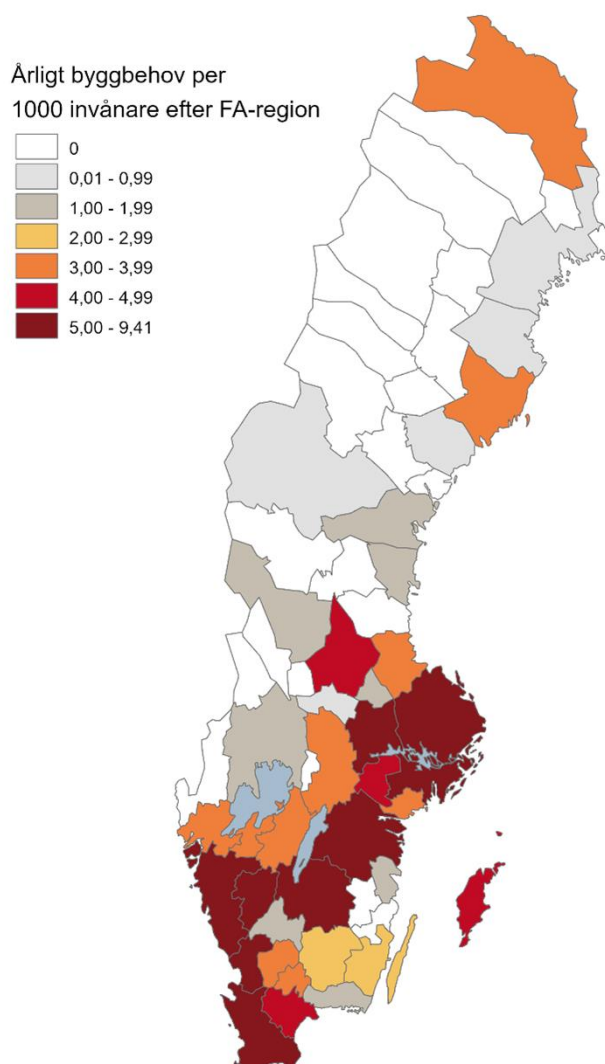 Årligt byggbehov per
1000 invånare efter FA-region
0
0,01 - 0,99
1,00 - 1,99
2,00 - 2,99
3,00 - 3,99
4,00 - 4,99
5,00 - 9,41